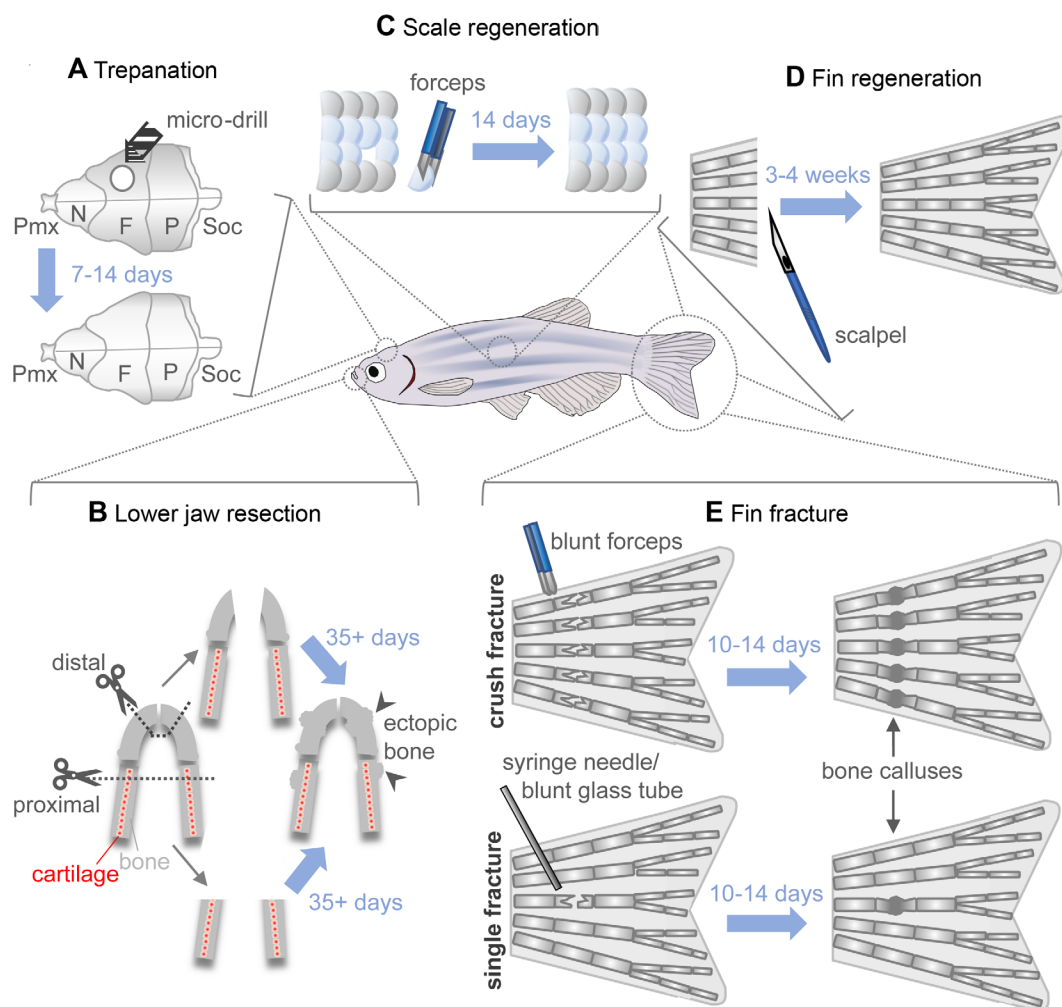 C Scale regeneration
A Trepanation
forceps
14 days
D Fin regeneration
micro-drill
N
F
P
Pmx
Soc
7-14 days
N
F
P
Pmx
Soc
3-4 weeks
scalpel
B Lower jaw resection
distal
proximal
cartilage
bone
35+ days
ectopic
bone
35+ days
E Fin fracture
blunt forceps
crush fracture
10-14 days
bone calluses
syringe needle/
blunt glass tube
single fracture
10-14 days